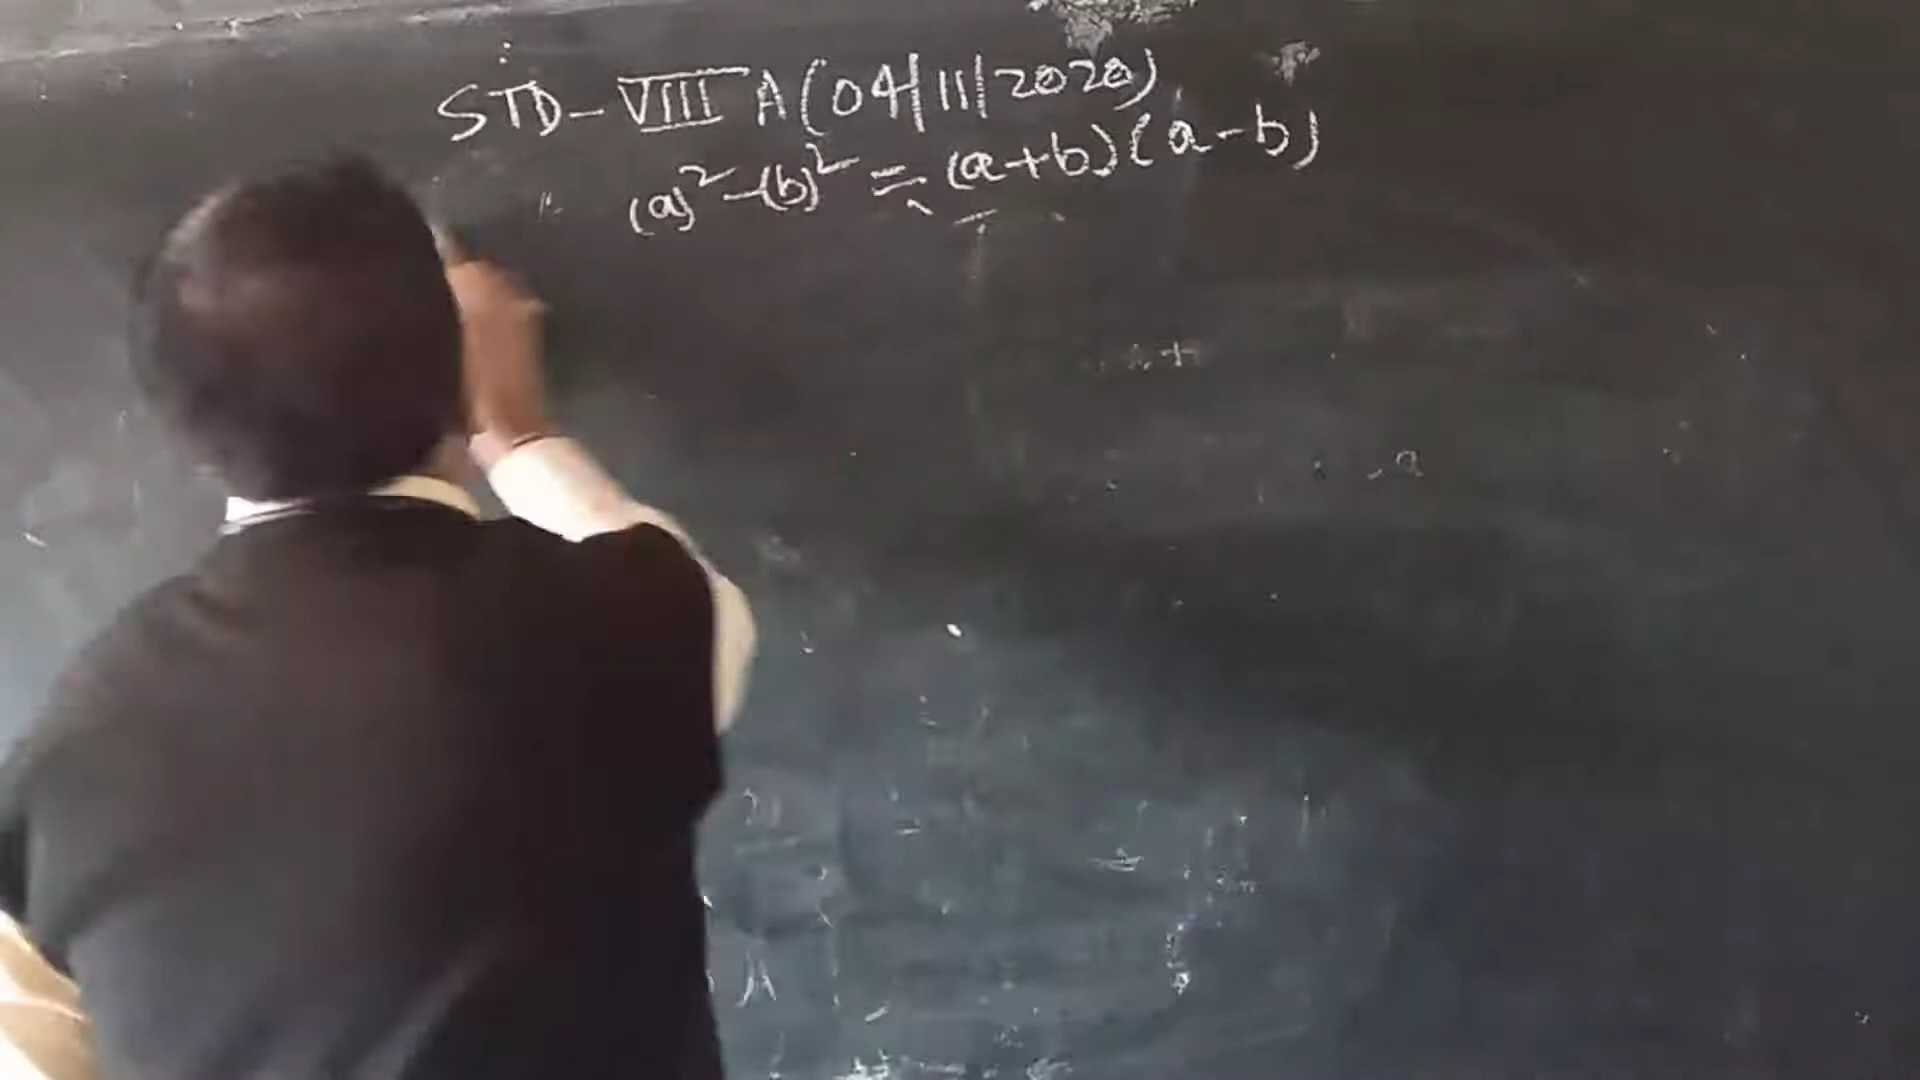 STD-VIII A(04|11|2020)
(a)²-(b)² = (a+b)(a-b)